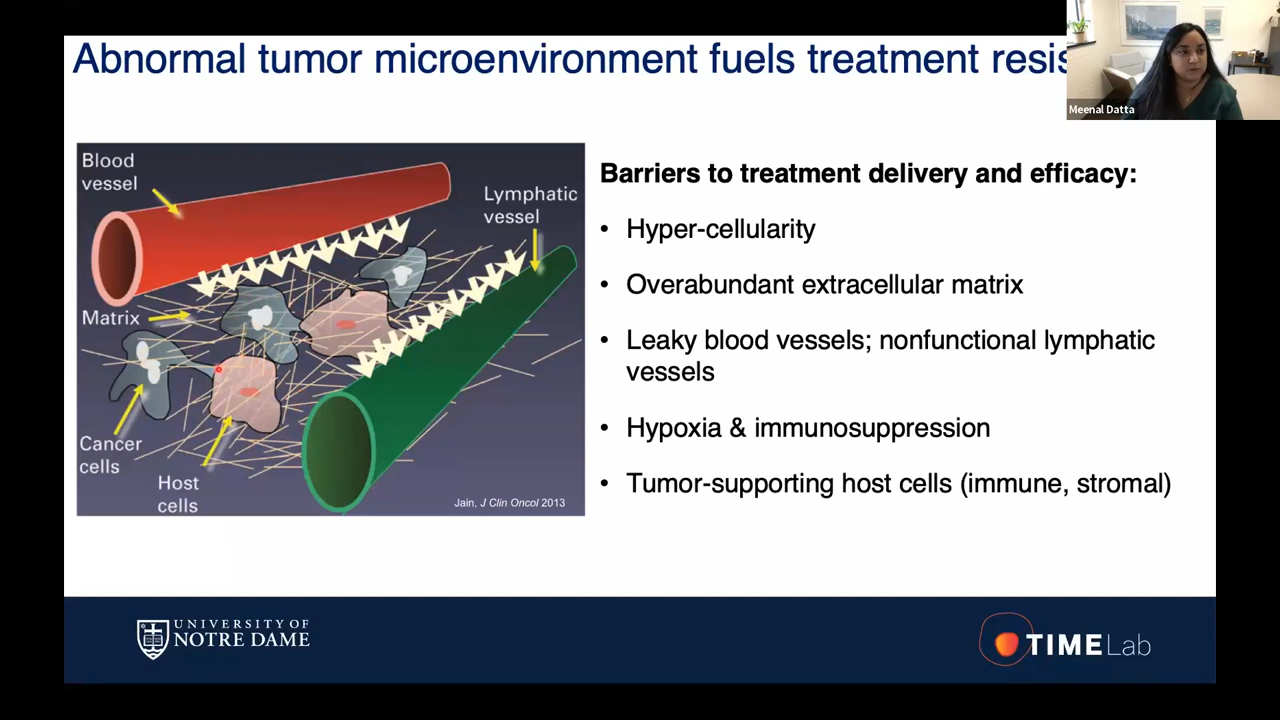 Abnormal tumor microenvironment fuels treatment resis
Meenal Datta
Blood
vessel
Lymphatic
vessel
Matrix
Cancer
cells
Host
cells
Jain, J Clin Oncol 2013
Barriers to treatment delivery and efficacy:
• Hyper-cellularity
• Overabundant extracellular matrix
• Leaky blood vessels; nonfunctional lymphatic
vessels
• Hypoxia & immunosuppression
• Tumor-supporting host cells (immune, stromal)
UNIVERSITY OF
NOTRE DAME
TIME Lab